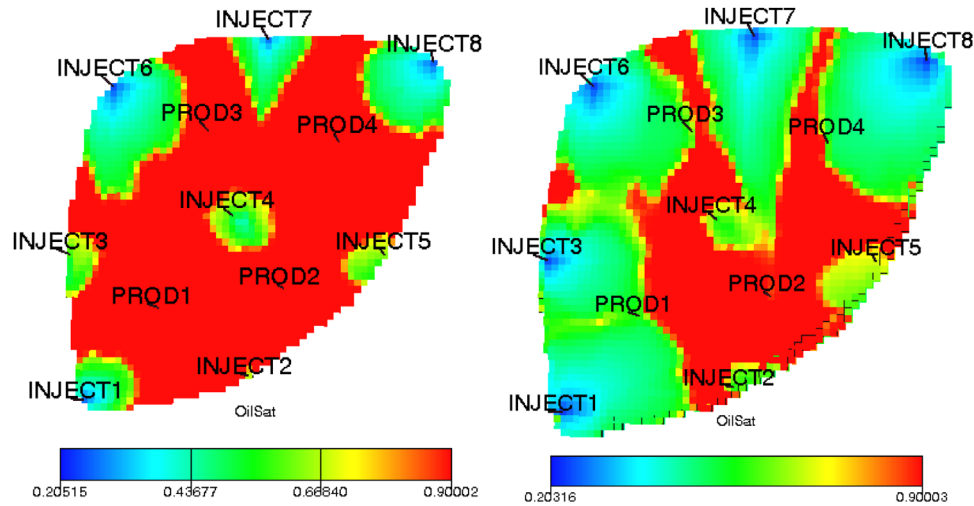 INJECT7
INJECT8
INJECT6
PROD3
PROD4
INJECT4
INJECT3
INJECT5
PROD2
PROD1
INJECT2
INJECT1
OilSat
0.20515 0.43677 0.66840 0.90002
INJECT7
INJECT8
INJECT6
PROD3
PROD4
INJECT4
INJECT3
INJECT5
PROD2
PROD1
INJECT2
INJECT1
OilSat
0.20316 0.90003